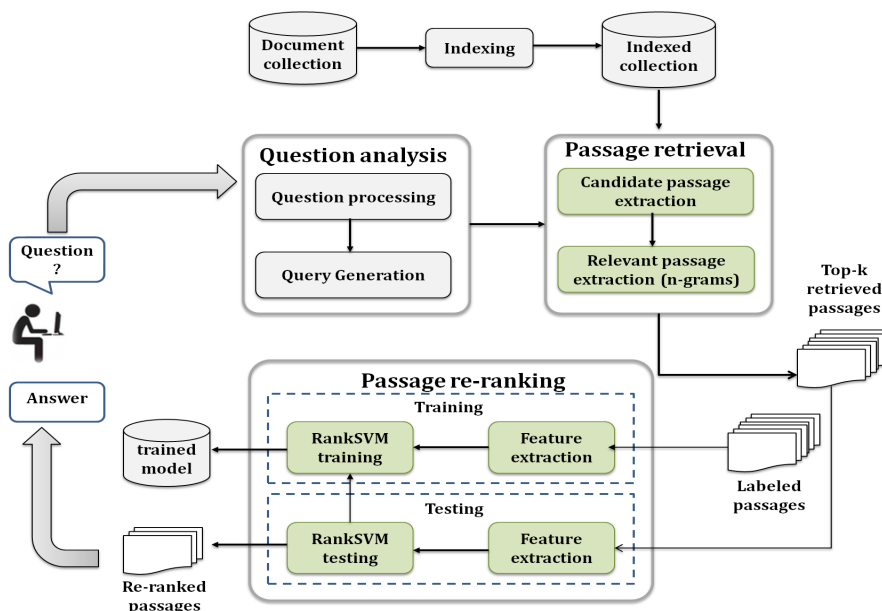 Document
collection
Indexing
Indexed
collection
Question analysis
Question processing
Query Generation
Passage retrieval
Candidate passage
extraction
Relevant passage
extraction (n-grams)
Question
?
Top-k
retrieved
passages
Answer
Passage re-ranking
Training
RankSVM
training
Feature
extraction
trained
model
Labeled
passages
Testing
RankSVM
testing
Feature
extraction
Re-ranked
passages